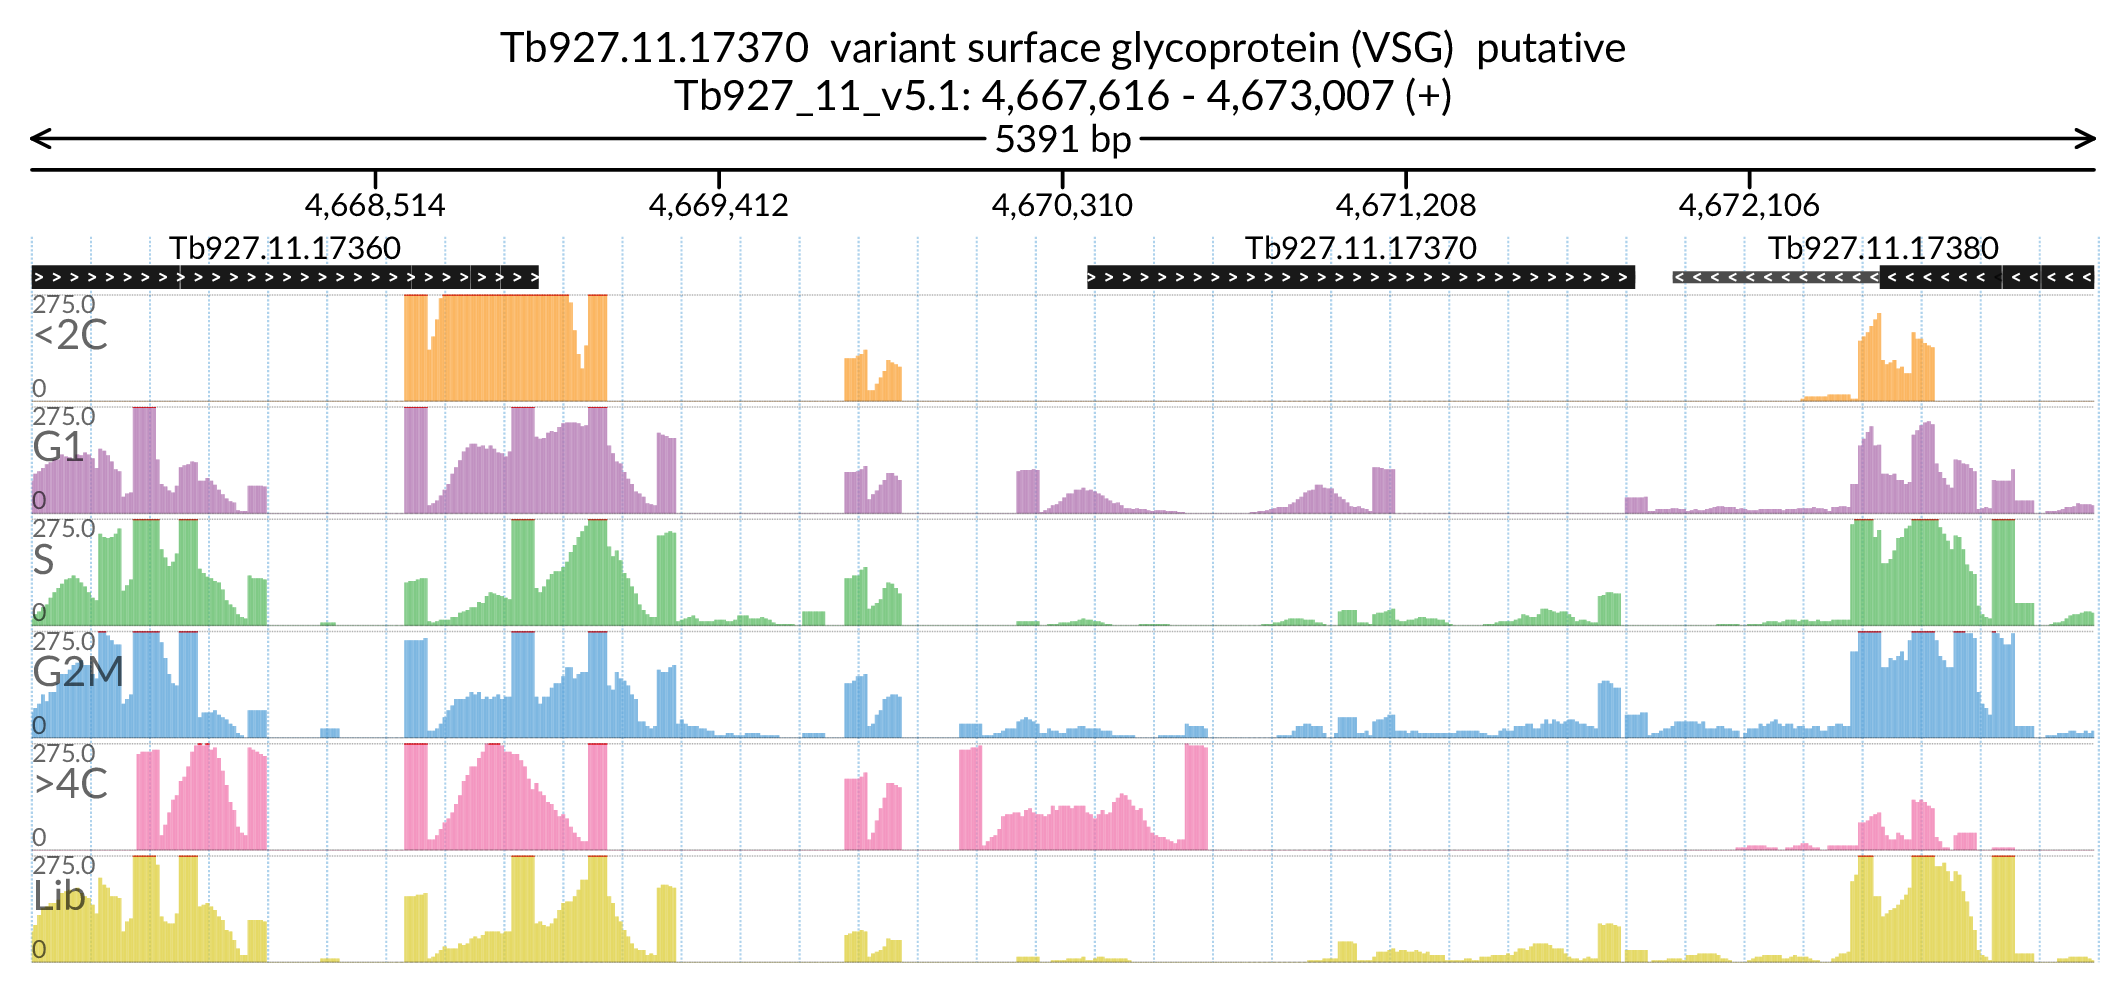 Tb927.11.17370  variant surface glycoprotein (VSG)  putative
Tb927_11_v5.1: 4,667,616 - 4,673,007 (+)
5391 bp
4,668,514 4,669,412 4,670,310 4,671,208 4,672,106
Tb927.11.17360 Tb927.11.17370 Tb927.11.17380
275.0
<2C
0
275.0
G1
0
275.0
S
0
275.0
G2M
0
275.0
>4C
0
275.0
Lib
0